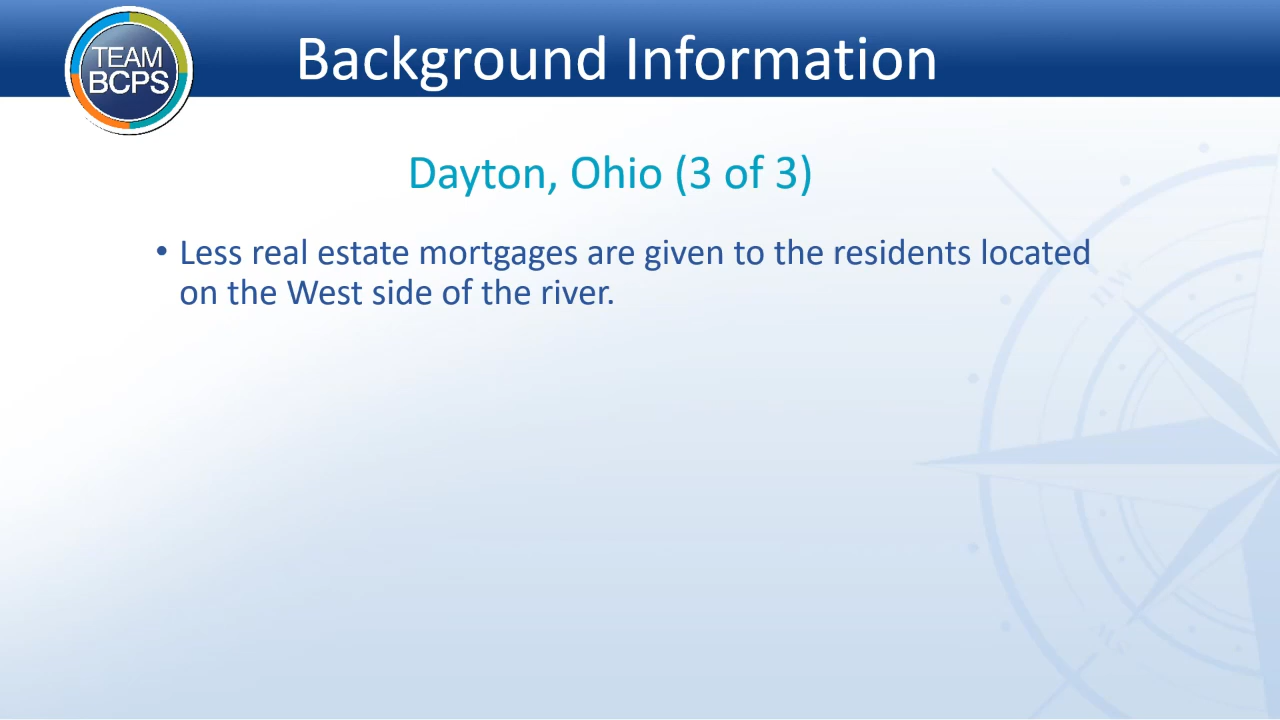 TEAM
BCPS
Background Information
Dayton, Ohio (3 of 3)
• Less real estate mortgages are given to the residents located
on the West side of the river.